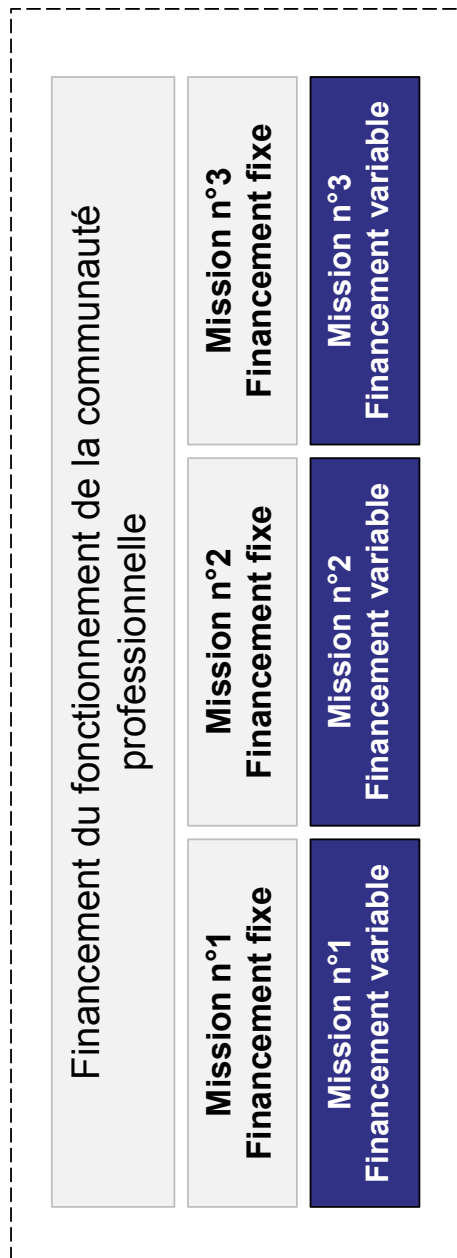 Financement du fonctionnement de la communauté
professionnelle
Mission n°1
Financement fixe
Mission n°2
Financement fixe
Mission n°3
Financement fixe
Mission n°1
Financement variable
Mission n°2
Financement variable
Mission n°3
Financement variable